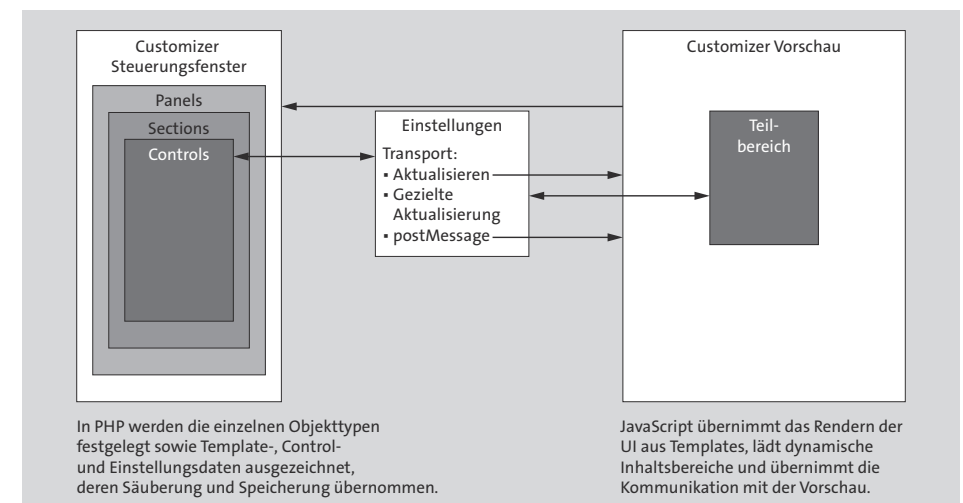 Customizer
Steuerungsfenster
Panels
Sections
Controls
Einstellungen
Transport:
▪ Aktualisieren
▪ Gezielte
Aktualisierung
▪ postMessage
Customizer Vorschau
Teil-
bereich
In PHP werden die einzelnen Objekttypen
festgelegt sowie Template-, Control-
und Einstellungsdaten ausgezeichnet,
deren Säuberung und Speicherung übernommen.
JavaScript übernimmt das Rendern der
UI aus Templates, lädt dynamische
Inhaltsbereiche und übernimmt die
Kommunikation mit der Vorschau.